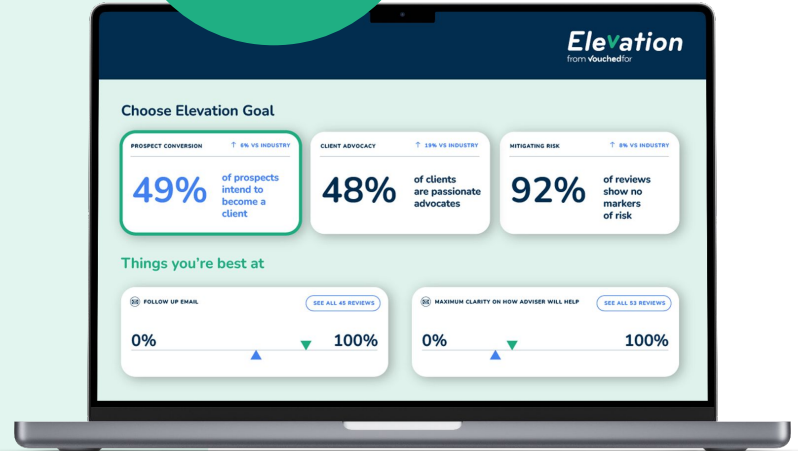 Elevation
from vouchedfor
Choose Elevation Goal
PROSPECT CONVERSION
↑ 6% VS INDUSTRY
49%
of prospects
intend to
become a
client
CLIENT ADVOCACY
↑ 19% VS INDUSTRY
48%
of clients
are passionate
advocates
MITIGATING RISK
↑ 8% VS INDUSTRY
92%
of reviews
show no
markers
of risk
Things you're best at
FOLLOW UP EMAIL
SEE ALL 45 REVIEWS
0%
100%
MAXIMUM CLARITY ON HOW ADVISER WILL HELP
SEE ALL 53 REVIEWS
0%
100%